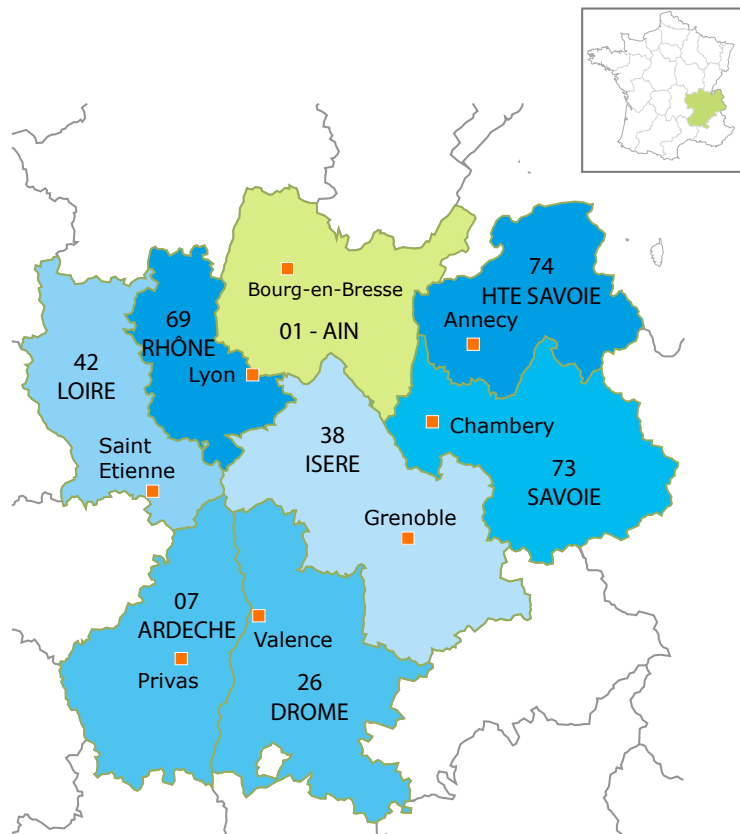 Bourg-en-Bresse
01 - AIN
74
HTE SAVOIE
Annecy
69
RHÔNE
Lyon
42
LOIRE
Saint
Etienne
38
ISERE
Grenoble
Chambery
73
SAVOIE
07
ARDECHE
Privas
Valence
26
DROME